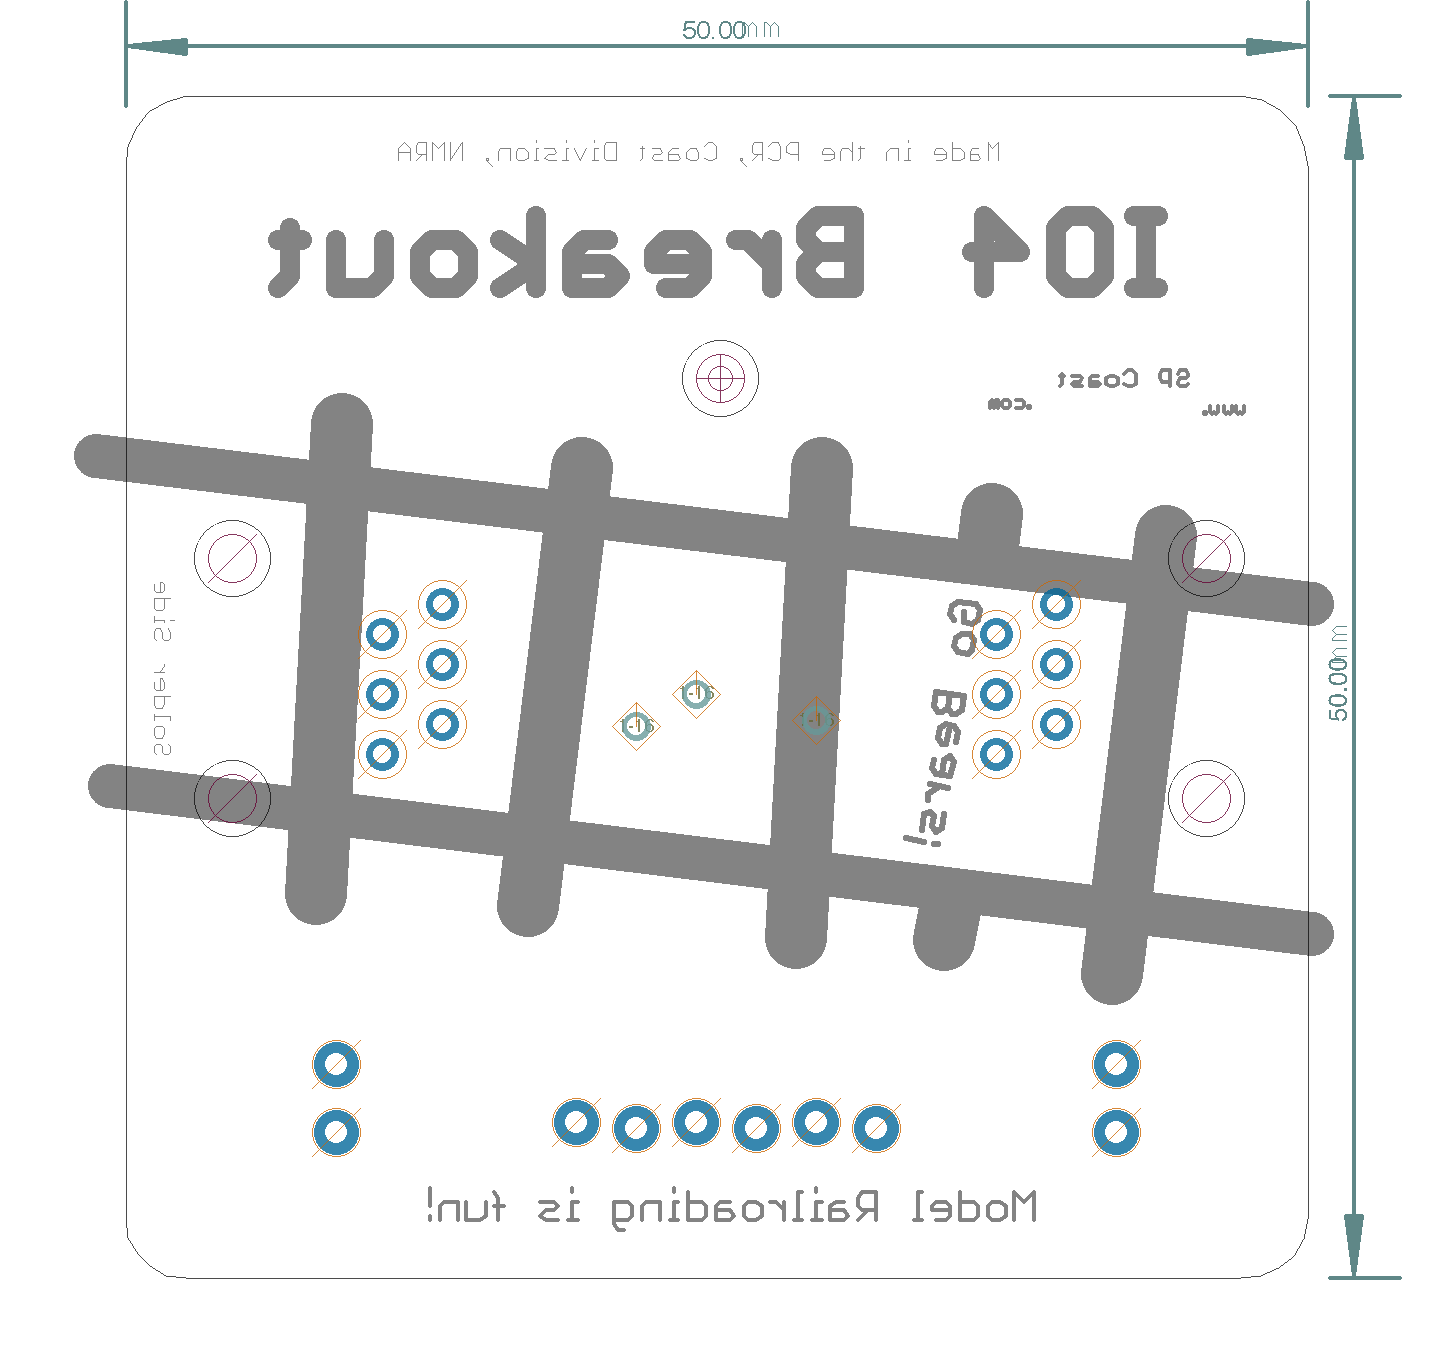 50.00mm
Made in the PCR, Coast Division, NMRA
IO4 Breakout
SP Coast
www. .com
Solder Side
Go Bears!
1-16
1-16
1-16
50.00mm
Model Railroading is fun!